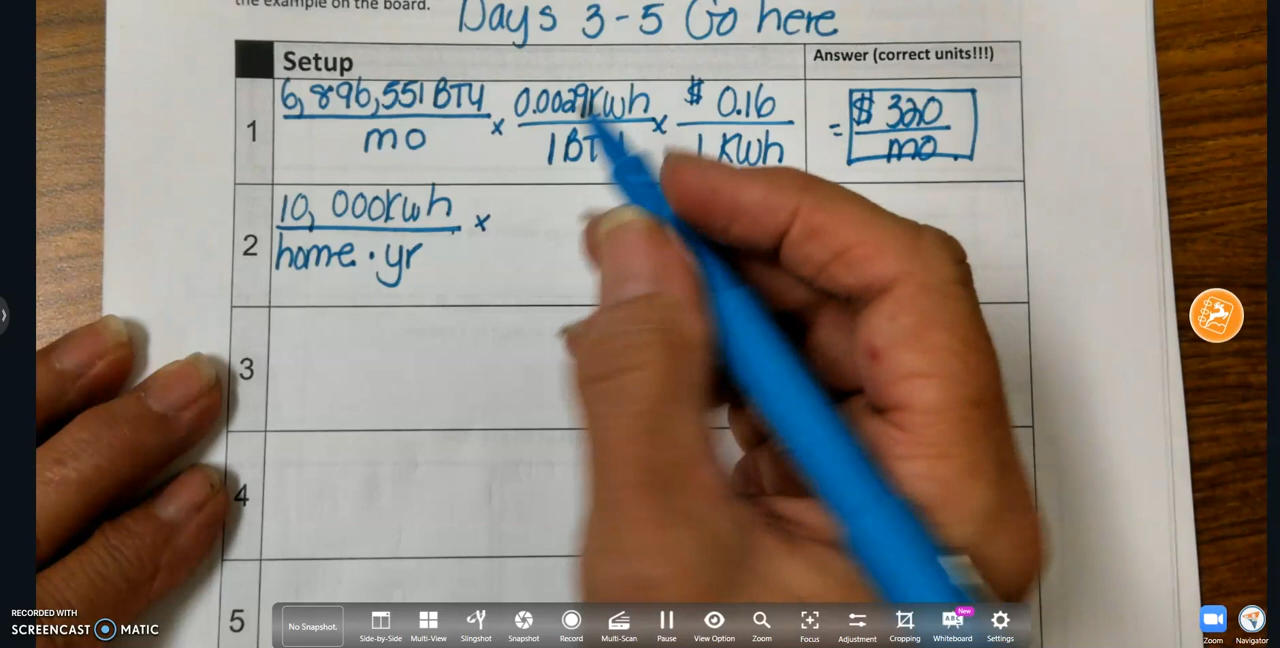 the example on the board.
Days 3-5 Go here
Setup
Answer (correct units!!!)
1
6,896,551 BTU
mo
×
0.0029 kwh
1 BTU
×
$ 0.16
1 KWh
=
$ 320
mo
2
10,000 kwh
home · yr
×
3
4
5
RECORDED WITH
SCREENCAST MATIC
No Snapshot.
Side-by-Side
Multi-View
Slingshot
Snapshot
Record
Multi-Scan
Pause
View Option
Zoom
Focus
Adjustment
Cropping
New
ABC
Whiteboard
Settings
Zoom
Navigator